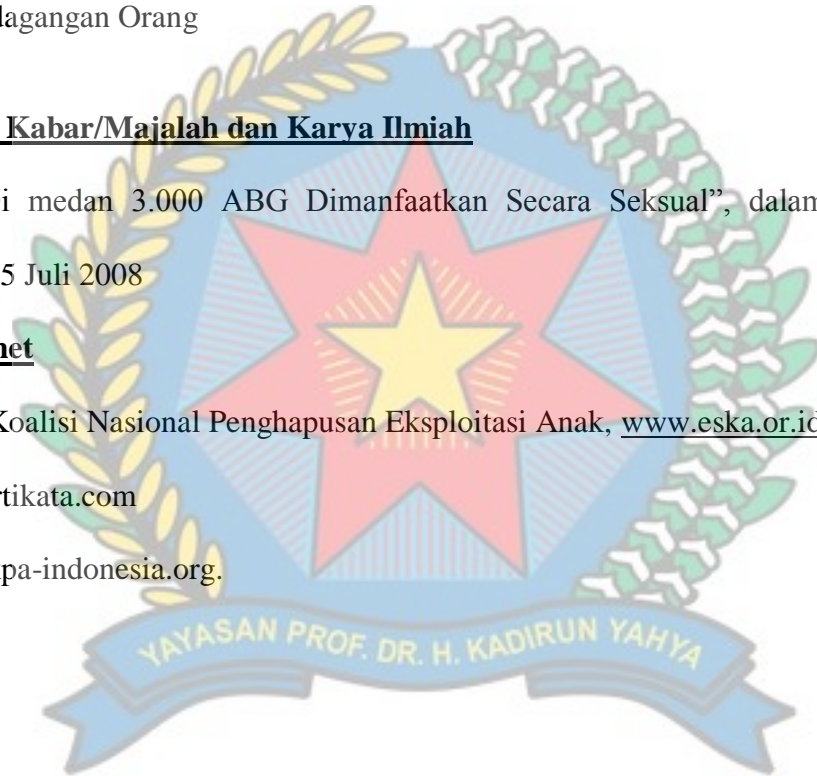 dagangan Orang
Kabar/Majalah dan Karya Ilmiah
i medan 3.000 ABG Dimanfaatkan Secara Seksual”, dalam
5 Juli 2008
net
Koalisi Nasional Penghapusan Eksploitasi Anak, www.eska.or.id
rtikata.com
pa-indonesia.org.
YAYASAN PROF. DR. H. KADIRUN YAHYA